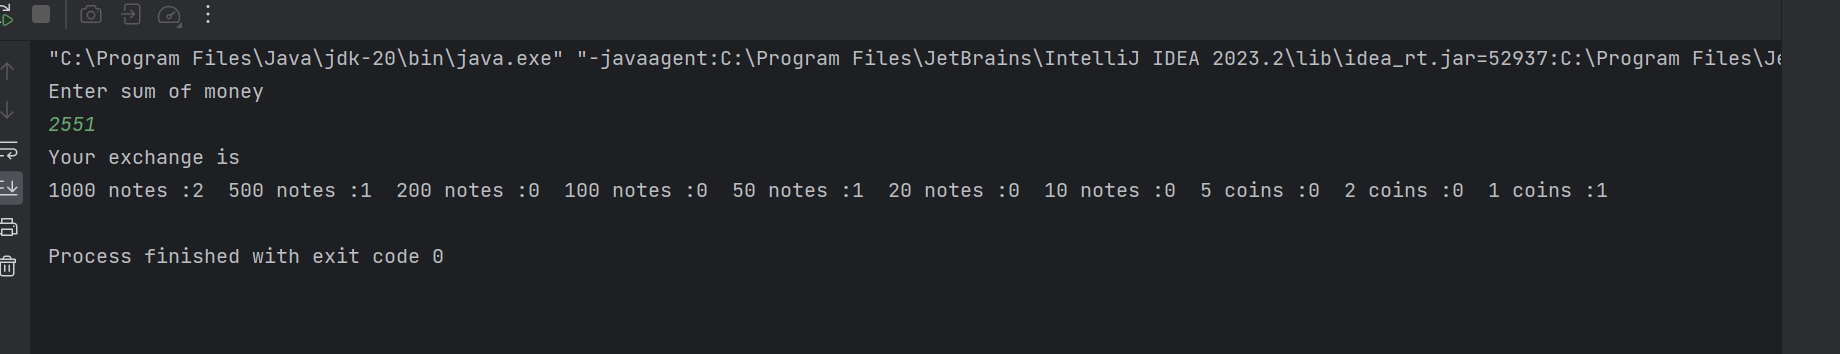 "C:\Program Files\Java\jdk-20\bin\java.exe" "-javaagent:C:\Program Files\JetBrains\IntelliJ IDEA 2023.2\lib\idea_rt.jar=52937:C:\Program Files\Je
Enter sum of money
2551
Your exchange is
1000 notes :2  500 notes :1  200 notes :0  100 notes :0  50 notes :1  20 notes :0  10 notes :0  5 coins :0  2 coins :0  1 coins :1
Process finished with exit code 0